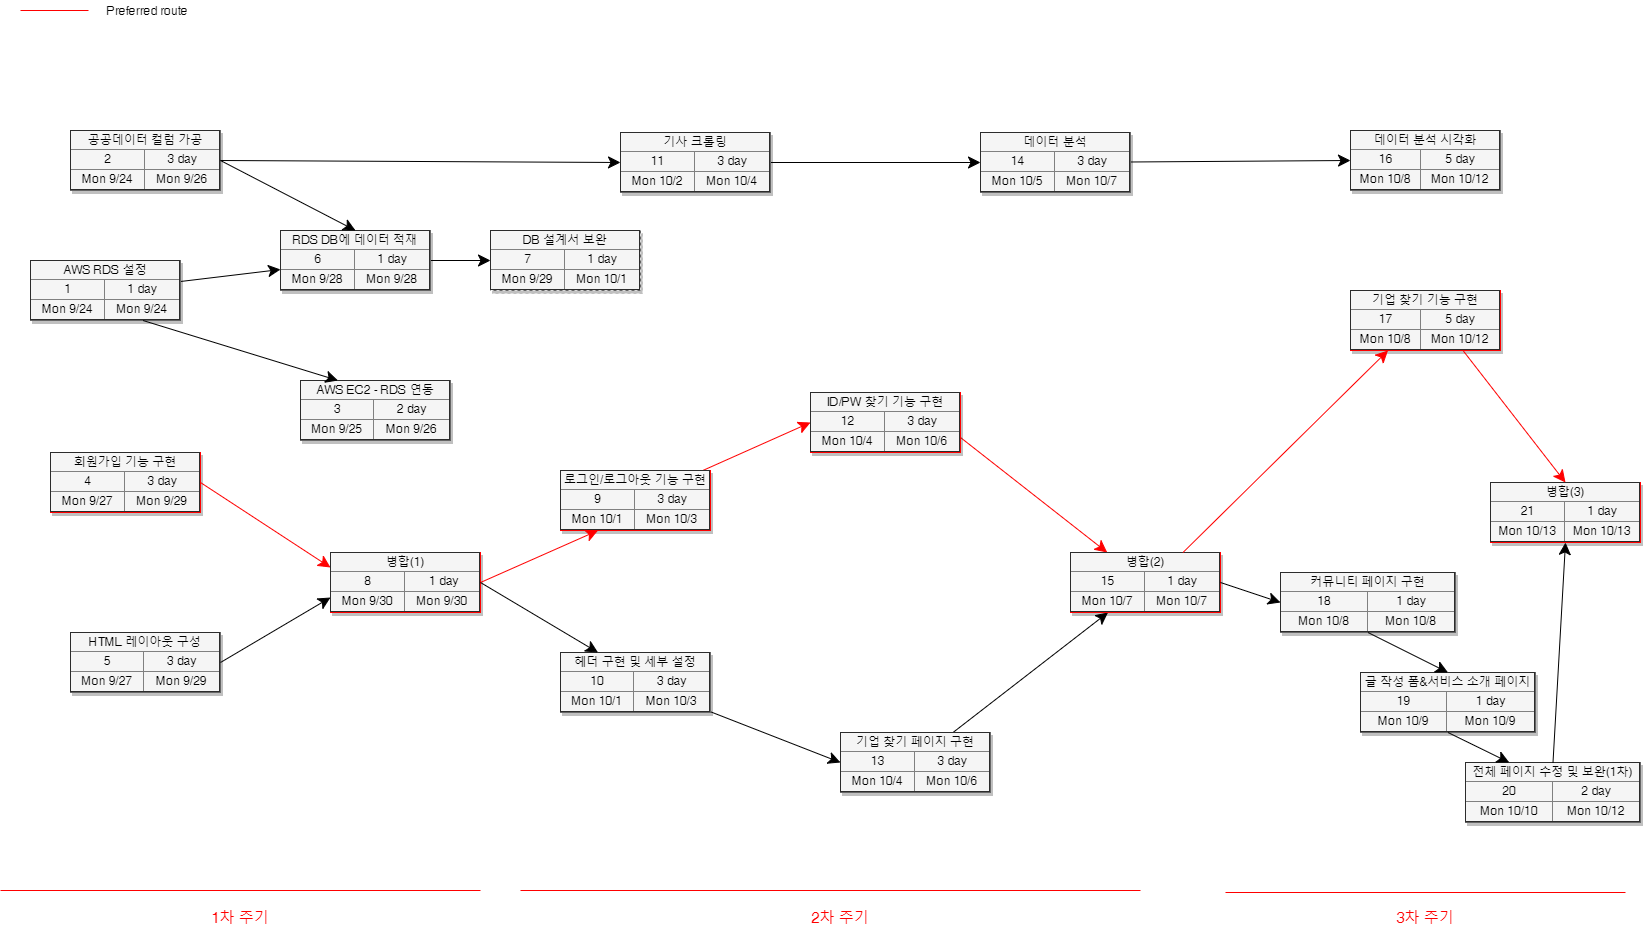 Preferred route
공공데이터 컬럼 가공
2 3 day
Mon 9/24 Mon 9/26
기사 크롤링
11 3 day
Mon 10/2 Mon 10/4
데이터 분석
14 3 day
Mon 10/5 Mon 10/7
데이터 분석 시각화
16 5 day
Mon 10/8 Mon 10/12
RDS DB에 데이터 적재
6 1 day
Mon 9/28 Mon 9/28
DB 설계서 보완
7 1 day
Mon 9/29 Mon 10/1
AWS RDS 설정
1 1 day
Mon 9/24 Mon 9/24
기업 찾기 기능 구현
17 5 day
Mon 10/8 Mon 10/12
AWS EC2 - RDS 연동
3 2 day
Mon 9/25 Mon 9/26
ID/PW 찾기 기능 구현
12 3 day
Mon 10/4 Mon 10/6
회원가입 기능 구현
4 3 day
Mon 9/27 Mon 9/29
로그인/로그아웃 기능 구현
9 3 day
Mon 10/1 Mon 10/3
병합(3)
21 1 day
Mon 10/13 Mon 10/13
병합(1)
8 1 day
Mon 9/30 Mon 9/30
병합(2)
15 1 day
Mon 10/7 Mon 10/7
커뮤니티 페이지 구현
18 1 day
Mon 10/8 Mon 10/8
HTML 레이아웃 구성
5 3 day
Mon 9/27 Mon 9/29
헤더 구현 및 세부 설정
10 3 day
Mon 10/1 Mon 10/3
글 작성 폼&서비스 소개 페이지
19 1 day
Mon 10/9 Mon 10/9
기업 찾기 페이지 구현
13 3 day
Mon 10/4 Mon 10/6
전체 페이지 수정 및 보완(1차)
20 2 day
Mon 10/10 Mon 10/12
1차 주기
2차 주기
3차 주기